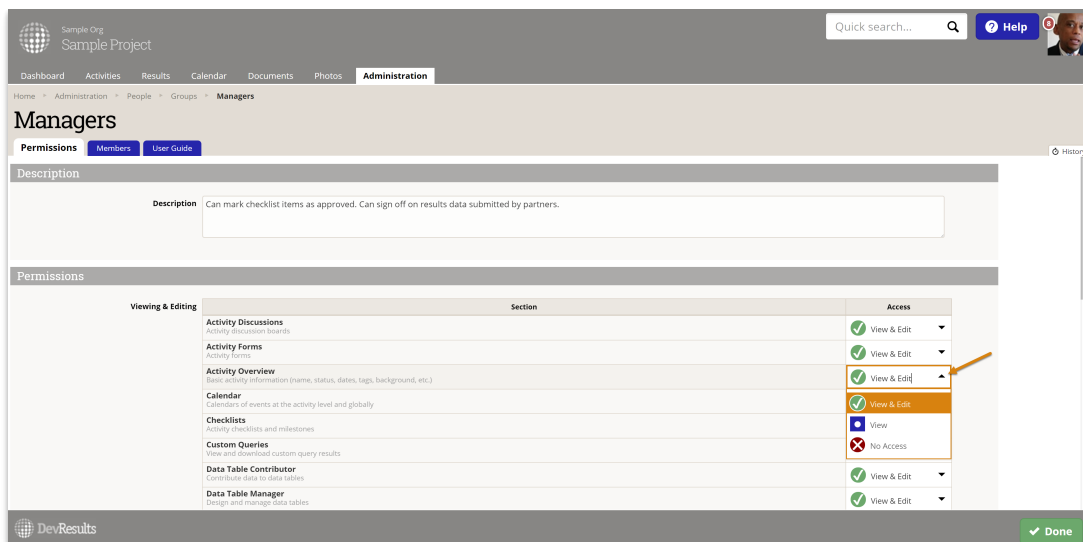 Sample Org
Sample Project
Quick search...
? Help
8
Dashboard Activities Results Calendar Documents Photos Administration
Home Administration People Groups Managers
Managers
Permissions Members User Guide
History
Description
Description Can mark checklist items as approved. Can sign off on results data submitted by partners.
Permissions
Viewing & Editing Section Access
Activity Discussions
Activity discussion boards
View & Edit
Activity Forms
Activity forms
View & Edit
Activity Overview
Basic activity information (name, status, dates, tags, background, etc.)
View & Edit
Calendar
Calendars of events at the activity level and globally
View & Edit
Checklists
Activity checklists and milestones
View
Custom Queries
View and download custom query results
No Access
Data Table Contributor
Contribute data to data tables
View & Edit
Data Table Manager
Design and manage data tables
View & Edit
DevResults
Done